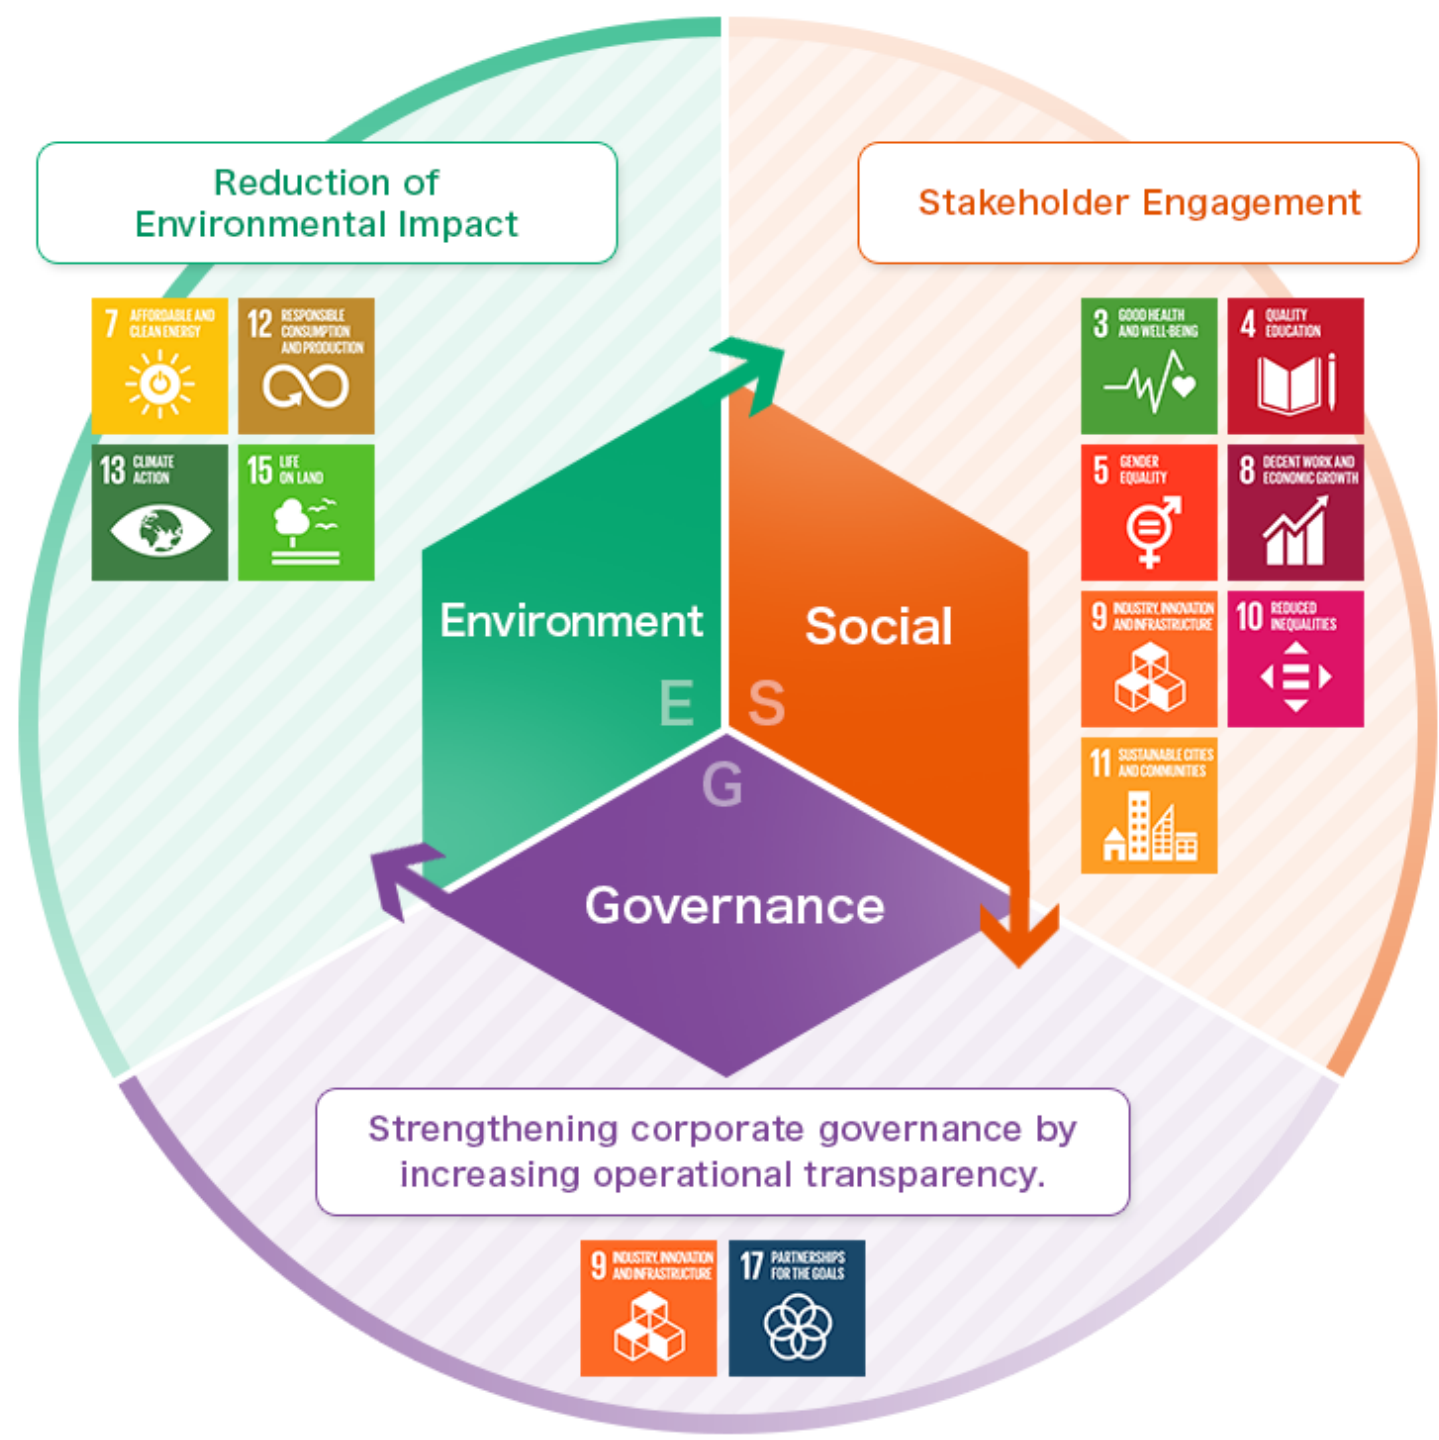 Reduction of
Environmental Impact
Stakeholder Engagement
7 AFFORDABLE AND
CLEAN ENERGY
12 RESPONSIBLE
CONSUMPTION
AND PRODUCTION
13 CLIMATE
ACTION
15 LIFE
ON LAND
3 GOOD HEALTH
AND WELL-BEING
4 QUALITY
EDUCATION
5 GENDER
EQUALITY
8 DECENT WORK AND
ECONOMIC GROWTH
9 INDUSTRY, INNOVATION
AND INFRASTRUCTURE
10 REDUCED
INEQUALITIES
11 SUSTAINABLE CITIES
AND COMMUNITIES
Environment
Social
E S
G
Governance
Strengthening corporate governance by
increasing operational transparency.
9 INDUSTRY, INNOVATION
AND INFRASTRUCTURE
17 PARTNERSHIPS
FOR THE GOALS